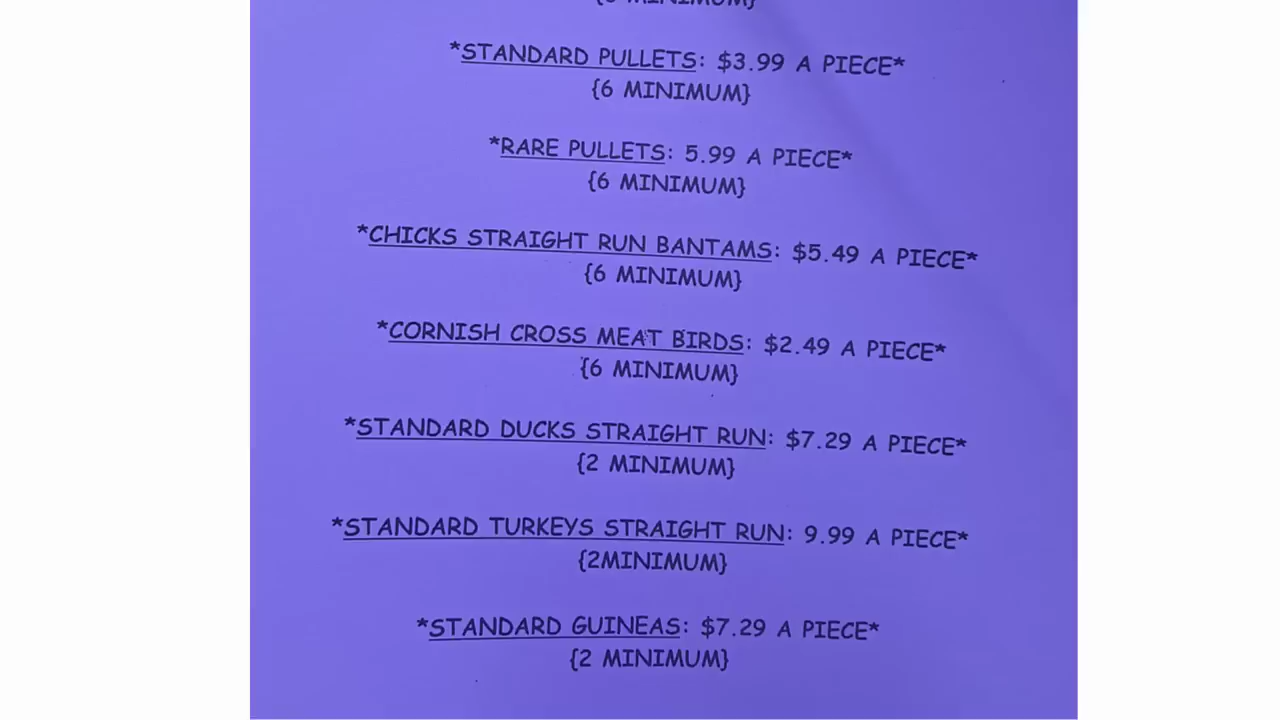 *STANDARD PULLETS: $3.99 A PIECE*
{6 MINIMUM}
*RARE PULLETS: 5.99 A PIECE*
{6 MINIMUM}
*CHICKS STRAIGHT RUN BANTAMS: $5.49 A PIECE*
{6 MINIMUM}
*CORNISH CROSS MEAT BIRDS: $2.49 A PIECE*
{6 MINIMUM}
*STANDARD DUCKS STRAIGHT RUN: $7.29 A PIECE*
{2 MINIMUM}
*STANDARD TURKEYS STRAIGHT RUN: 9.99 A PIECE*
{2MINIMUM}
*STANDARD GUINEAS: $7.29 A PIECE*
{2 MINIMUM}